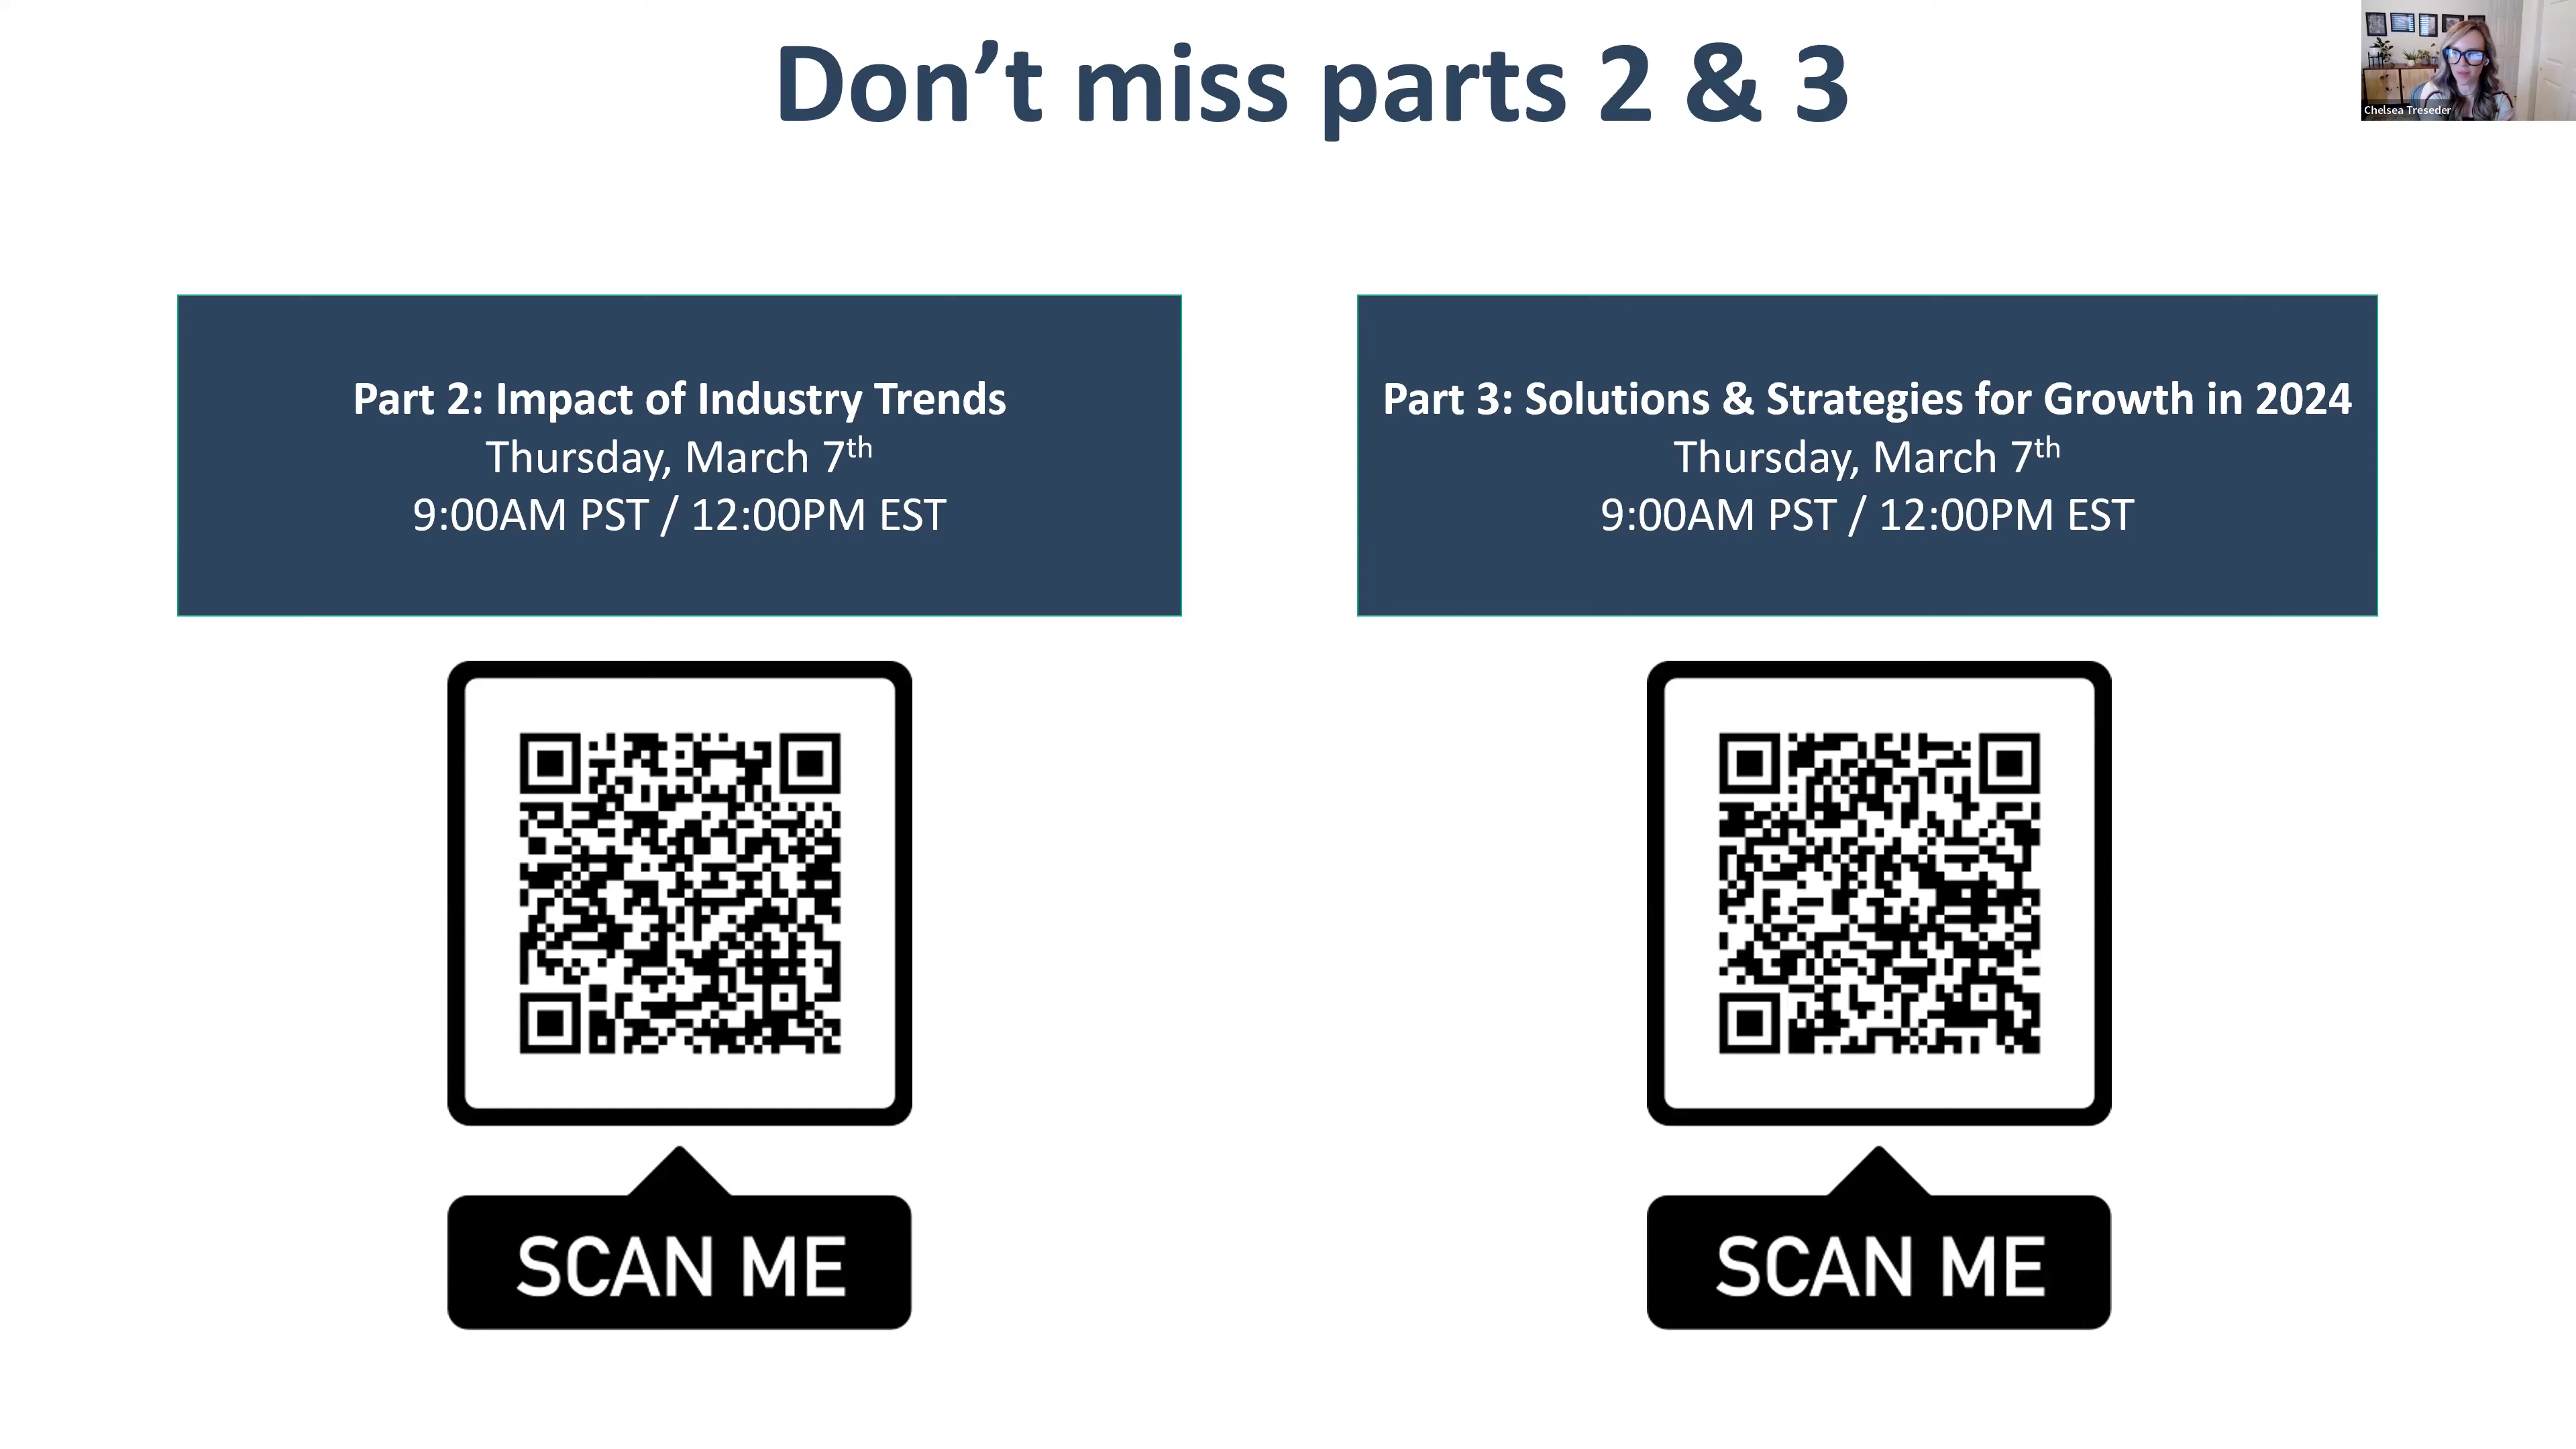 Don’t miss parts 2 & 3
Chelsea Treseder
Part 2: Impact of Industry Trends
Thursday, March 7th
9:00AM PST / 12:00PM EST
Part 3: Solutions & Strategies for Growth in 2024
Thursday, March 7th
9:00AM PST / 12:00PM EST
SCAN ME
SCAN ME